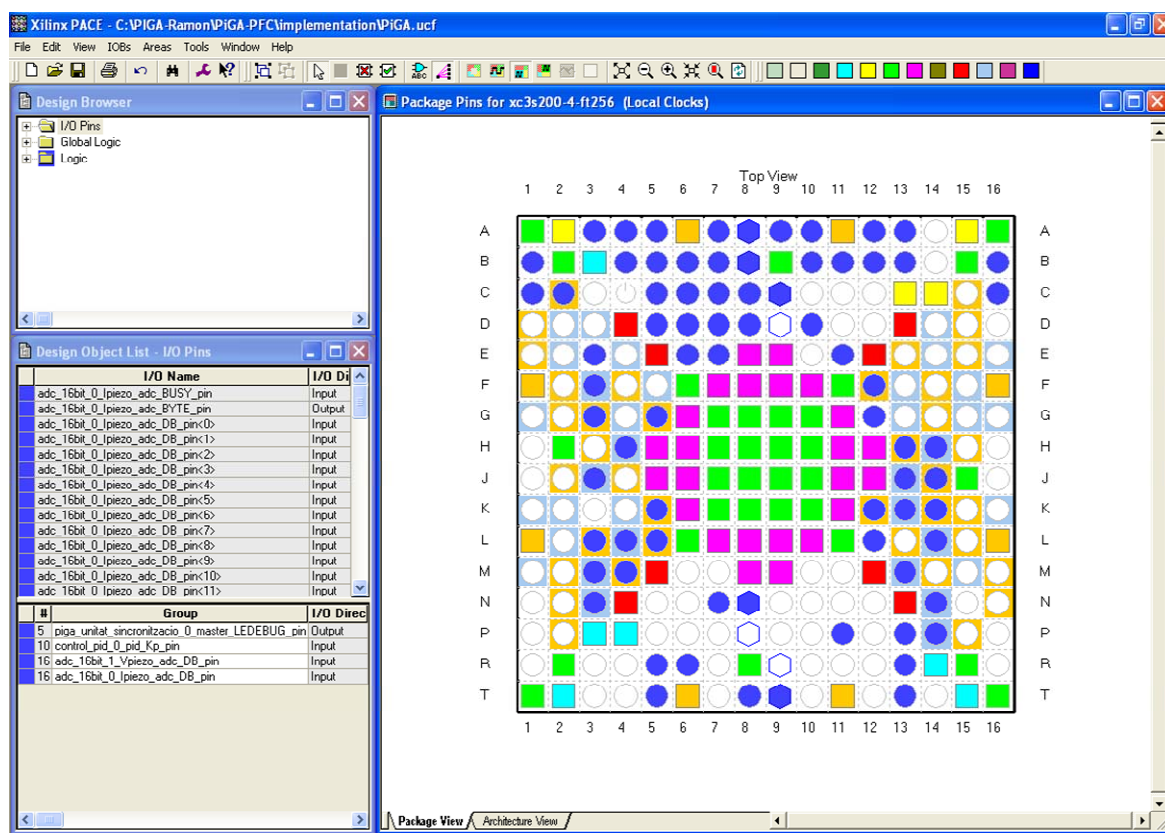 Xilinx PACE - C:\PIGA-Ramon\PiGA-PFC\implementation\PiGA.ucf
File Edit View IOBs Areas Tools Window Help
Design Browser
I/O Pins
Global Logic
Logic
Design Object List - I/O Pins
I/O Name I/O Di
adc_16bit_0_Ipiezo_adc_BUSY_pin Input
adc_16bit_0_Ipiezo_adc_BYTE_pin Output
adc_16bit_0_Ipiezo_adc_DB_pin<0> Input
adc_16bit_0_Ipiezo_adc_DB_pin<1> Input
adc_16bit_0_Ipiezo_adc_DB_pin<2> Input
adc_16bit_0_Ipiezo_adc_DB_pin<3> Input
adc_16bit_0_Ipiezo_adc_DB_pin<4> Input
adc_16bit_0_Ipiezo_adc_DB_pin<5> Input
adc_16bit_0_Ipiezo_adc_DB_pin<6> Input
adc_16bit_0_Ipiezo_adc_DB_pin<7> Input
adc_16bit_0_Ipiezo_adc_DB_pin<8> Input
adc_16bit_0_Ipiezo_adc_DB_pin<9> Input
adc_16bit_0_Ipiezo_adc_DB_pin<10> Input
adc_16bit_0_Ipiezo_adc_DB_pin<11> Input
# Group I/O Direc
5 piga_unitat_sincronitzacio_0_master_LEDEBUG_pin Output
10 control_pid_0_pid_Kp_pin Input
16 adc_16bit_1_Vpiezo_adc_DB_pin Input
16 adc_16bit_0_Ipiezo_adc_DB_pin Input
Package Pins for xc3s200-4-ft256 (Local Clocks)
Top View
1 2 3 4 5 6 7 8 9 10 11 12 13 14 15 16
A A
B B
C C
D D
E E
F F
G G
H H
J J
K K
L L
M M
N N
P P
R R
T T
1 2 3 4 5 6 7 8 9 10 11 12 13 14 15 16
Package View Architecture View